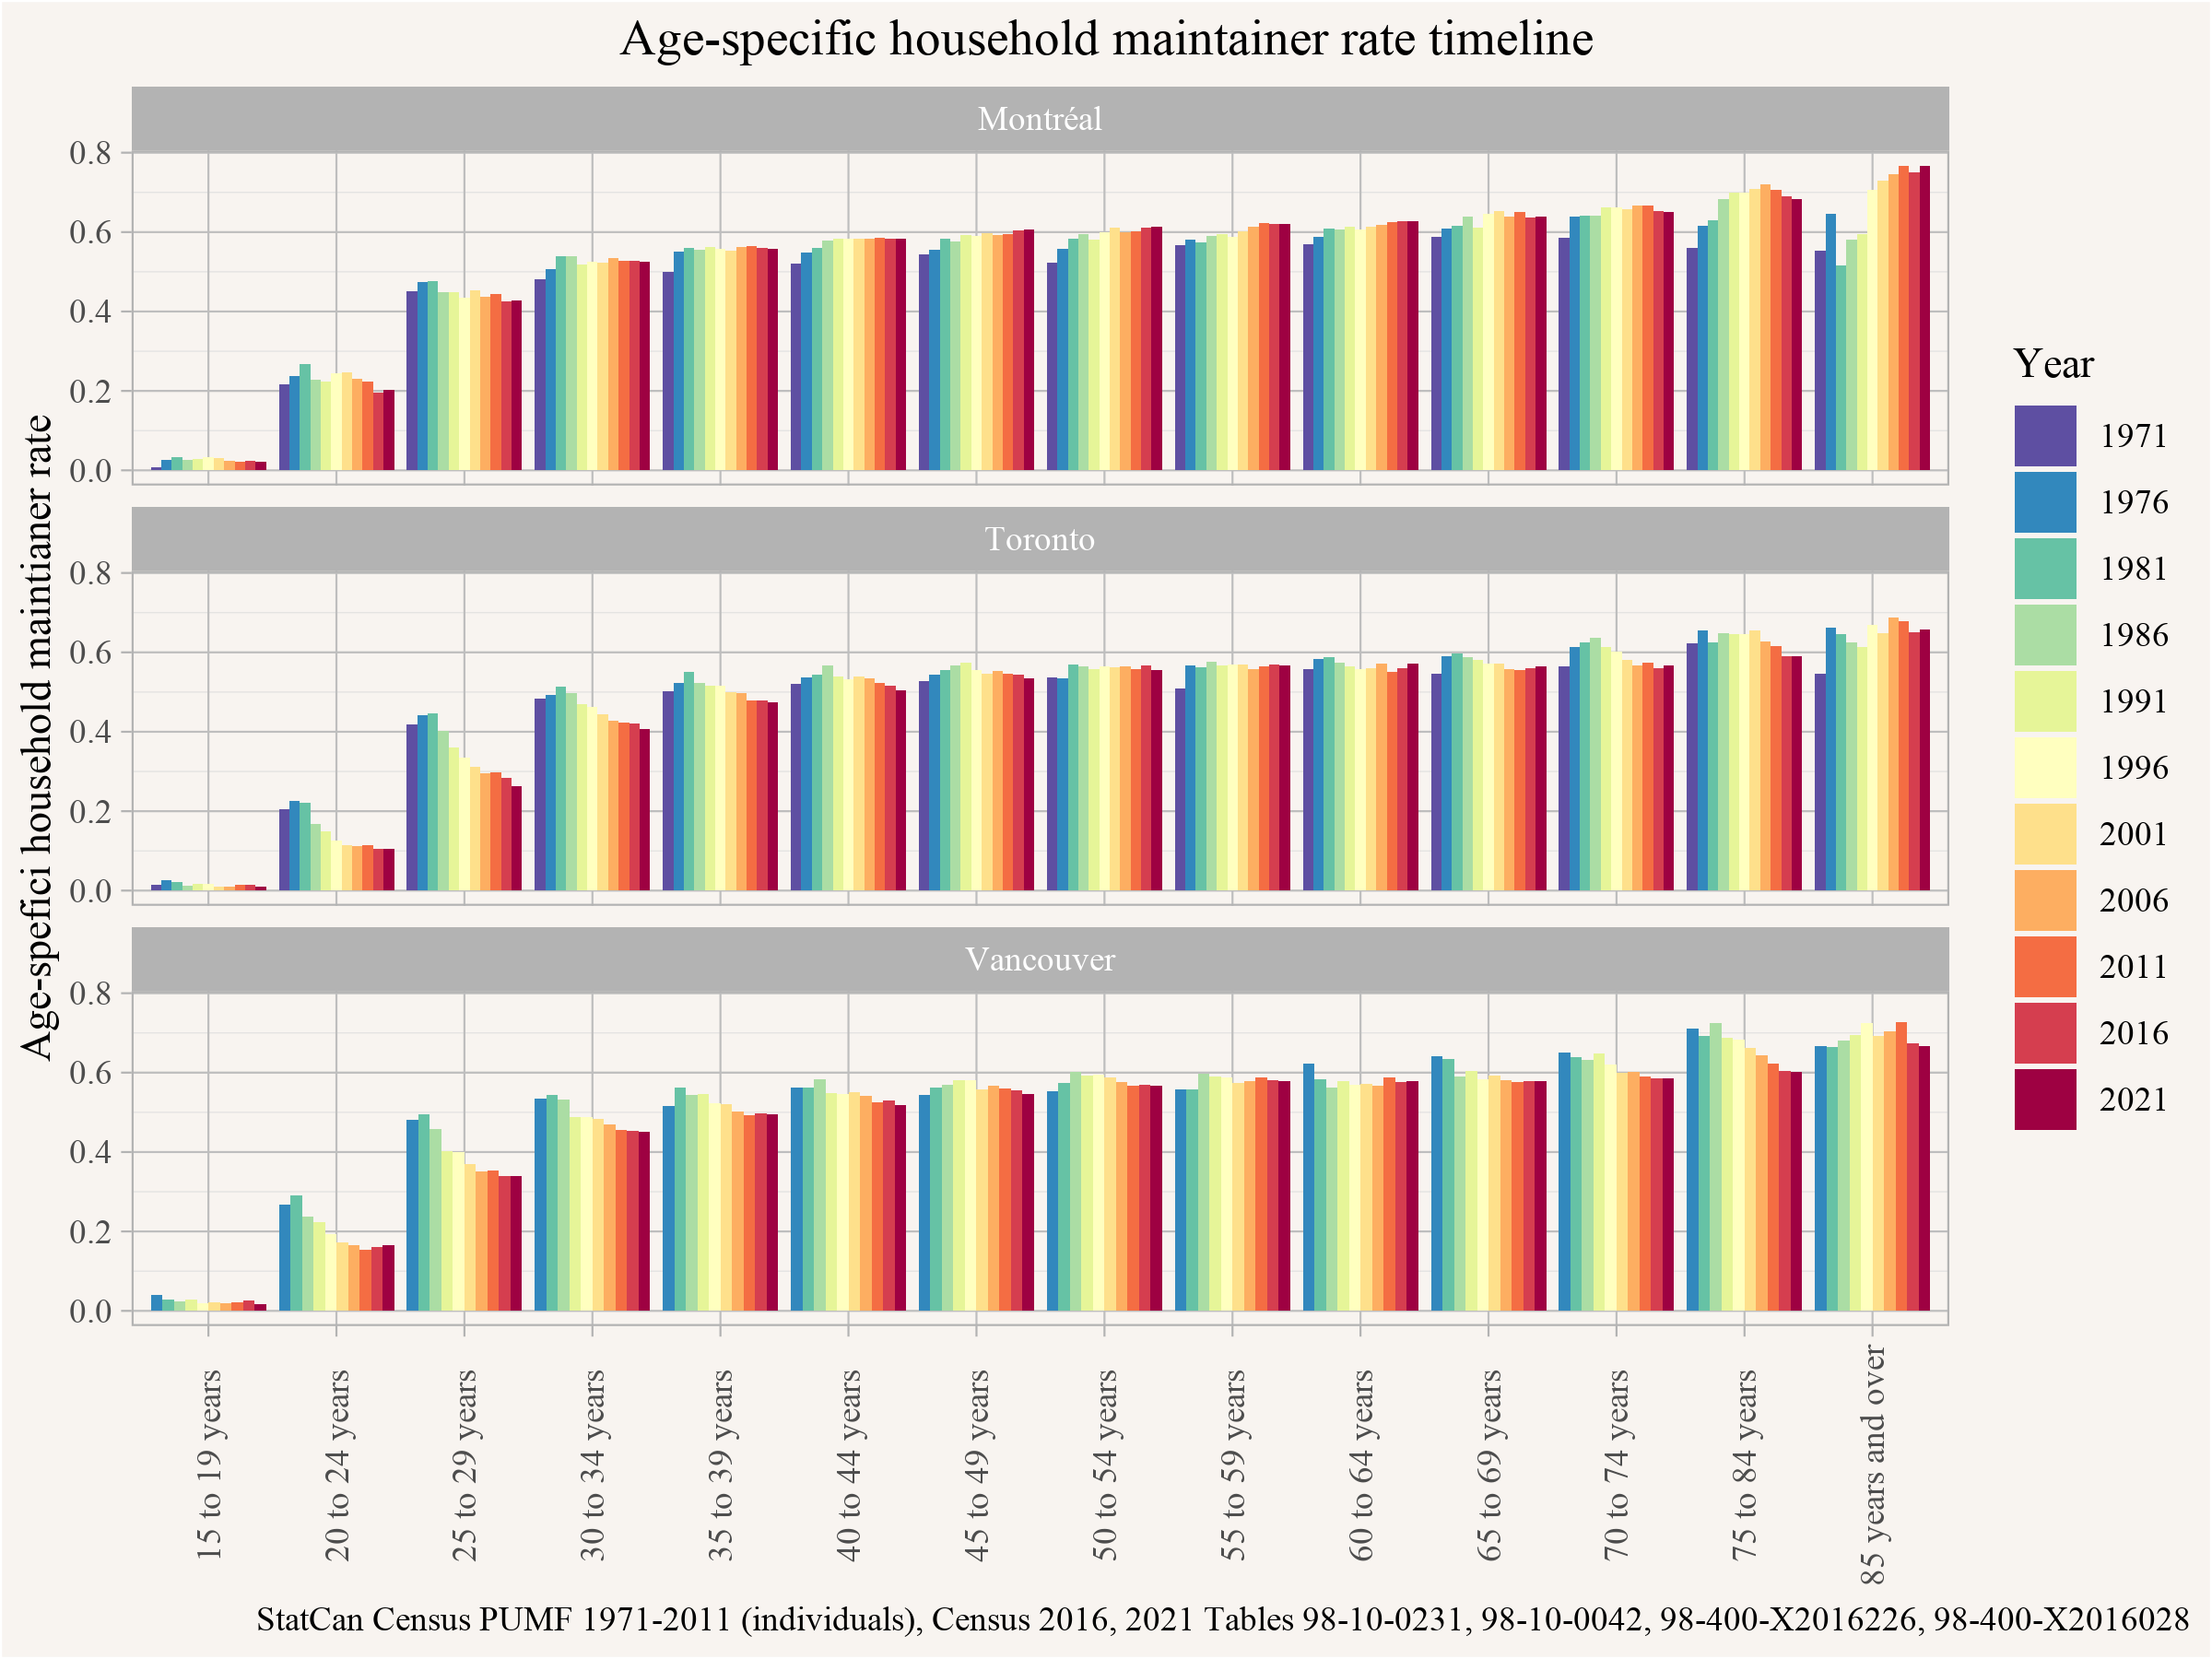 Age-specific household maintainer rate timeline
Age-spefici household maintianer rate
Montréal
0.8
0.6
0.4
0.2
0.0
Toronto
0.8
0.6
0.4
0.2
0.0
Vancouver
0.8
0.6
0.4
0.2
0.0
15 to 19 years
20 to 24 years
25 to 29 years
30 to 34 years
35 to 39 years
40 to 44 years
45 to 49 years
50 to 54 years
55 to 59 years
60 to 64 years
65 to 69 years
70 to 74 years
75 to 84 years
85 years and over
Year
1971
1976
1981
1986
1991
1996
2001
2006
2011
2016
2021
StatCan Census PUMF 1971-2011 (individuals), Census 2016, 2021 Tables 98-10-0231, 98-10-0042, 98-400-X2016226, 98-400-X2016028